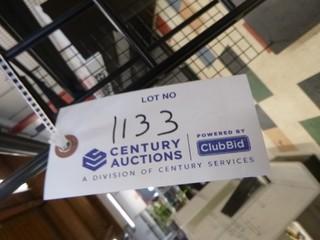 LOT NO
1133
CENTURY
AUCTIONS
POWERED BY
ClubBid
A DIVISION OF CENTURY SERVICES